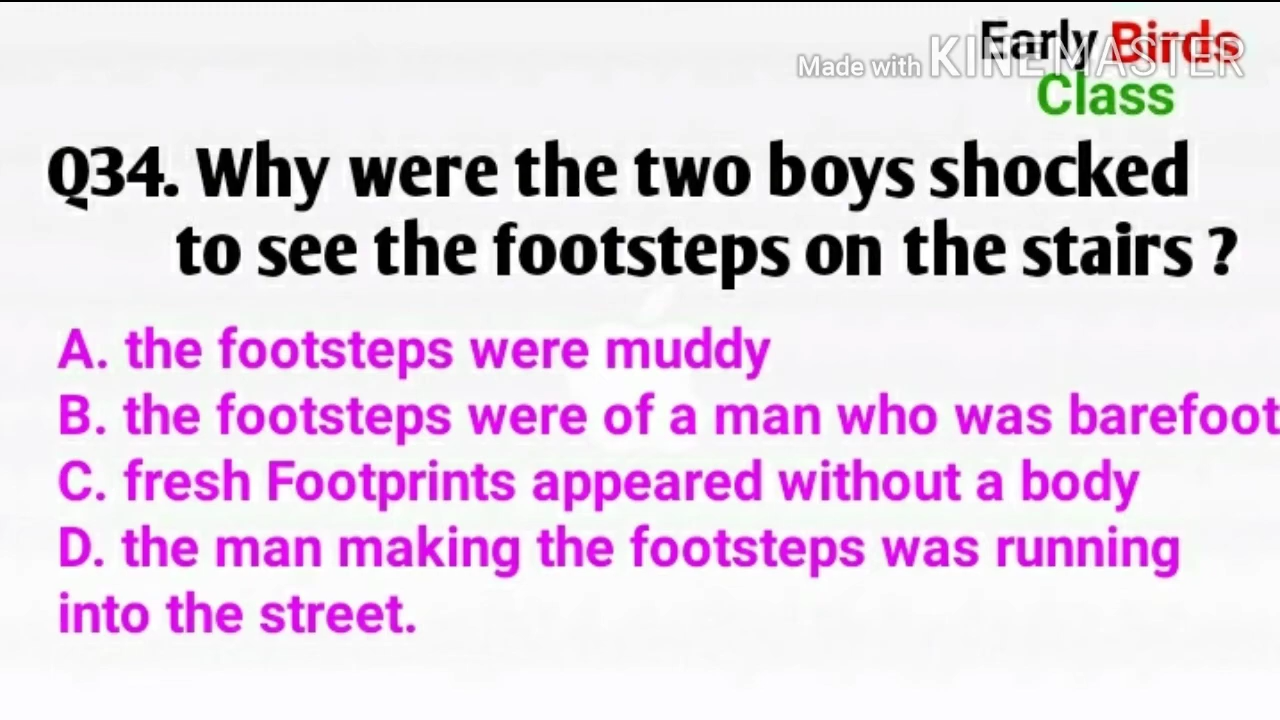 Early Birds
Made with KINEMASTER
Class
Q34. Why were the two boys shocked
to see the footsteps on the stairs ?
A. the footsteps were muddy
B. the footsteps were of a man who was barefoot
C. fresh Footprints appeared without a body
D. the man making the footsteps was running
into the street.